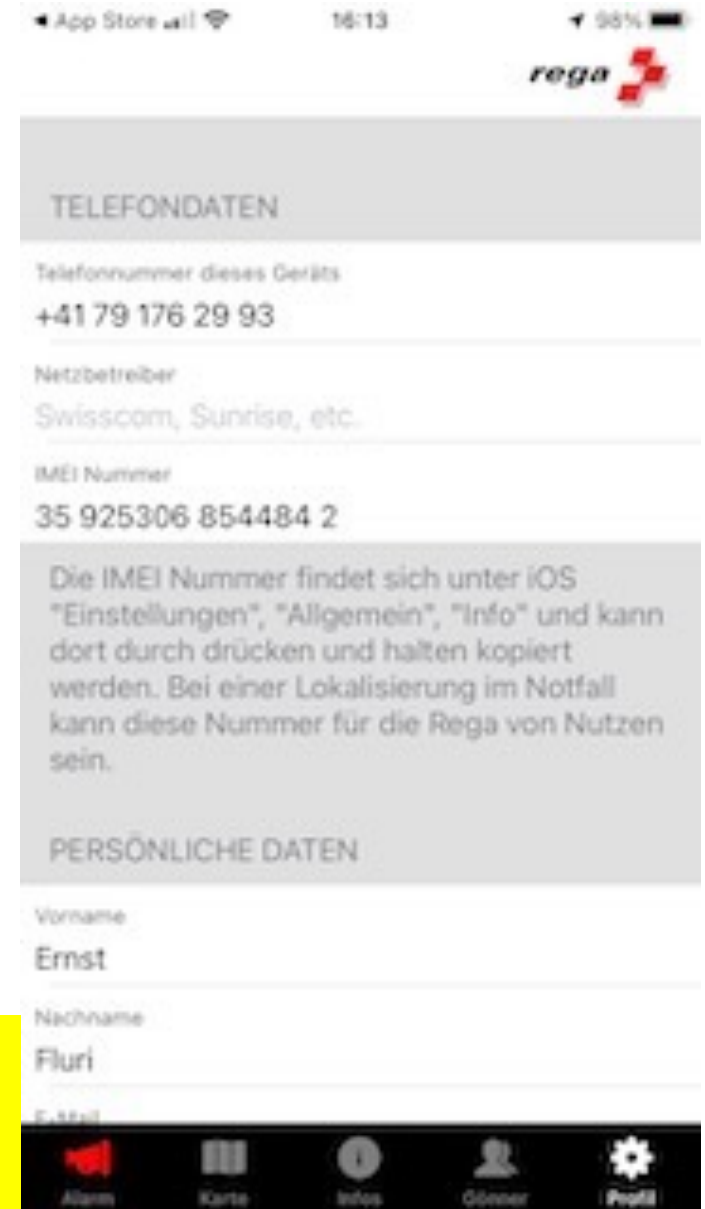 App Store 16:13 98%
rega
TELEFONDATEN
Telefonnummer dieses Geräts
+41 79 176 29 93
Netzbetreiber
Swisscom, Sunrise, etc.
IMEI Nummer
35 925306 854484 2
Die IMEI Nummer findet sich unter iOS
"Einstellungen", "Allgemein", "Info" und kann
dort durch drücken und halten kopiert
werden. Bei einer Lokalisierung im Notfall
kann diese Nummer für die Rega von Nutzen
sein.
PERSÖNLICHE DATEN
Vorname
Ernst
Nachname
Fluri
E-Mail
Alarm Karte Infos Gönner Profil